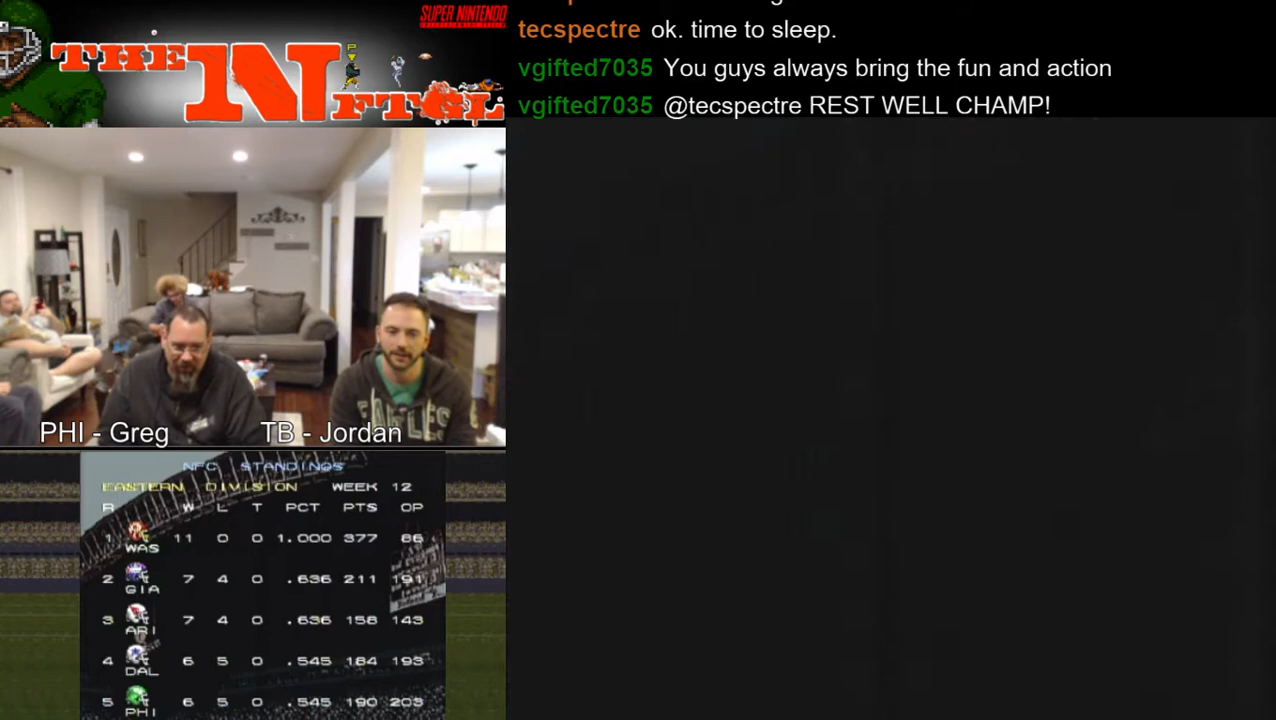 SUPER NINTENDO
THE NFTGL
P
tecspectre ok. time to sleep.
vgifted7035 You guys always bring the fun and action
vgifted7035 @tecspectre REST WELL CHAMP!
EAGLES
PHI - Greg TB - Jordan
NFC STANDINGS
EASTERN DIVISION WEEK 12
R W L T PCT PTS OP
1 WAS 11 0 0 1.000 377 86
2 GIA 7 4 0 .636 211 191
3 ARI 7 4 0 .636 158 143
4 DAL 6 5 0 .545 184 193
5 PHI 6 5 0 .545 190 203